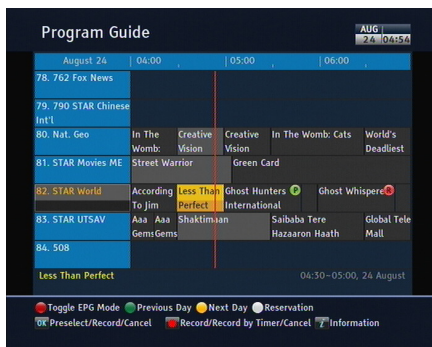 Program Guide
AUG
24 04:54
August 24 04:00 05:00 06:00
78. 762 Fox News
79. 790 STAR Chinese
Int'l
80. Nat. Geo In The Creative Creative In The Womb: Cats World's
Womb: Vision Vision Deadliest
81. STAR Movies ME Street Warrior Green Card
82. STAR World According Less Than Ghost Hunters P Ghost Whispere R
To Jim Perfect International
83. STAR UTSAV Aaa Aaa Shaktimaan Saibaba Tere Global Tele
Gems Gems Hazaaron Haath Mall
84. 508
Less Than Perfect 04:30~05:00, 24 August
Toggle EPG Mode Previous Day Next Day Reservation
OK Preselect/Record/Cancel Record/Record by Timer/Cancel i Information